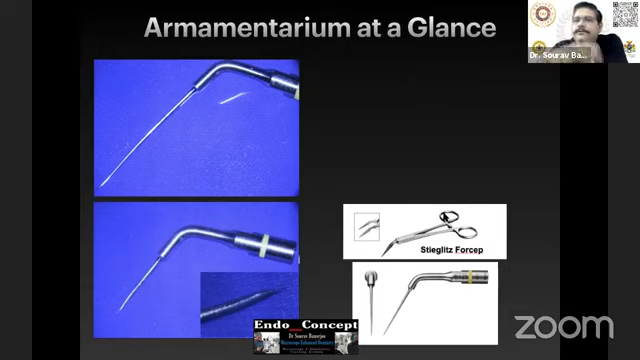 Armamentarium at a Glance
Dr. Sourav Ba...
Stieglitz Forcep
Endo Concept
Dr Sourav Banerjee
Microscope Enhanced Dentistry
zoom